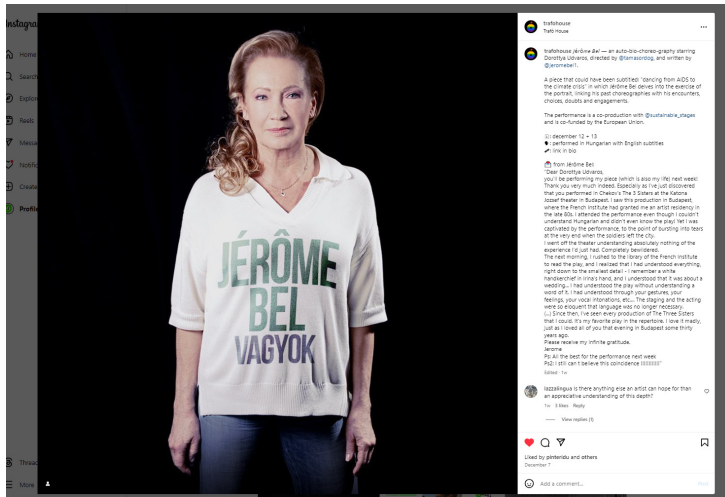 Instagra
Home
Search
Explor
Reels
Messa
Notific
Create
Profile
Thread
More
JÉRÔME
BEL
VAGYOK
trafohouse
Trafó House
trafohouse Jérôme Bel — an auto-bio-choreo-graphy starring
Dorottya Udvaros, directed by @tamasordog, and written by
@jeromebel1.
A piece that could have been subtitled! "dancing from AIDS to
the climate crisis" in which Jérôme Bel delves into the exercise of
the portrait, linking his past choreographies with his encounters,
choices, doubts and engagements.
The performance is a co-production with @sustainable_stages
and is co-funded by the European Union.
: december 12 + 13
: performed in Hungarian with English subtitles
: link in bio
from Jérôme Bel
"Dear Dorottya Udvaros,
you'll be performing my piece (which is also my life) next week!
Thank you very much indeed. Especially as I've just discovered
that you performed in Chekov's The 3 Sisters at the Katona
József theater in Budapest. I saw this production in Budapest,
where the French Institute had granted me an artist residency in
the late 80s. I attended the performance even though I couldn't
understand Hungarian and didn't even know the play! Yet I was
captivated by the performance, to the point of bursting into tears
at the very end when the soldiers left the city.
I went off the theater understanding absolutely nothing of the
experience I'd just had. Completely bewildered.
The next morning, I rushed to the library of the French Institute
to read the play, and I realized that I had understood everything,
right down to the smallest detail - I remember a white
handkerchief in Irina's hand, and I understood that it was about a
wedding... I had understood the play without understanding a
word of it. I had understood through your gestures, your
feelings, your vocal intonations, etc... The staging and the acting
were so eloquent that language was no longer necessary.
(...) Since then, I've seen every production of The Three Sisters
that I could. It's my favorite play in the repertoire. I love it madly,
just as I loved all of you that evening in Budapest some thirty
years ago.
Please receive my infinite gratitude.
Jerome
Ps: All the best for the performance next week
Ps2: I still can t believe this coincidence "
Edited · 1w
lazzalingua is there anything else an artist can hope for than
an appreciative understanding of this depth?
1w 3 likes Reply
View replies (1)
Liked by pinteridu and others
December 7
Add a comment...
Post